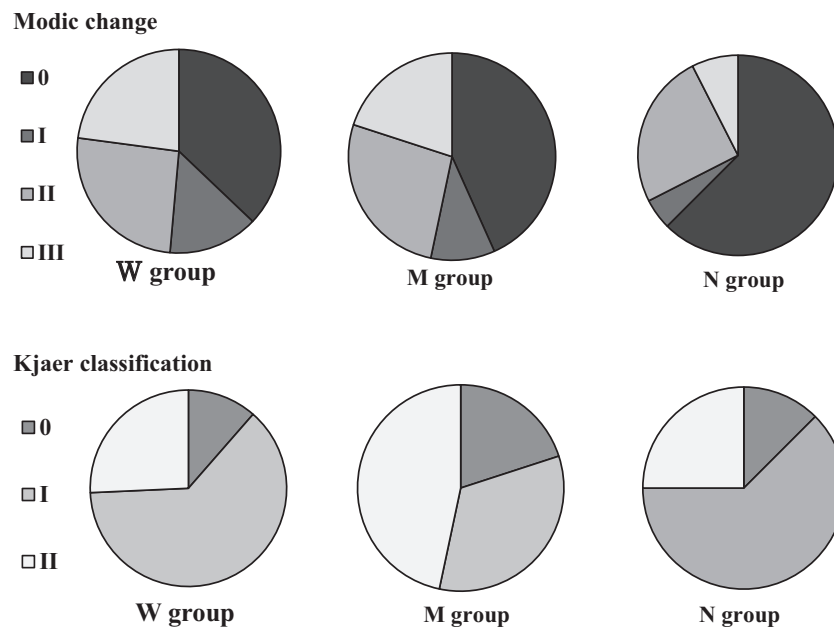 Modic change
0
I
II
III
W group
M group
N group
Kjaer classification
0
I
II
W group
M group
N group